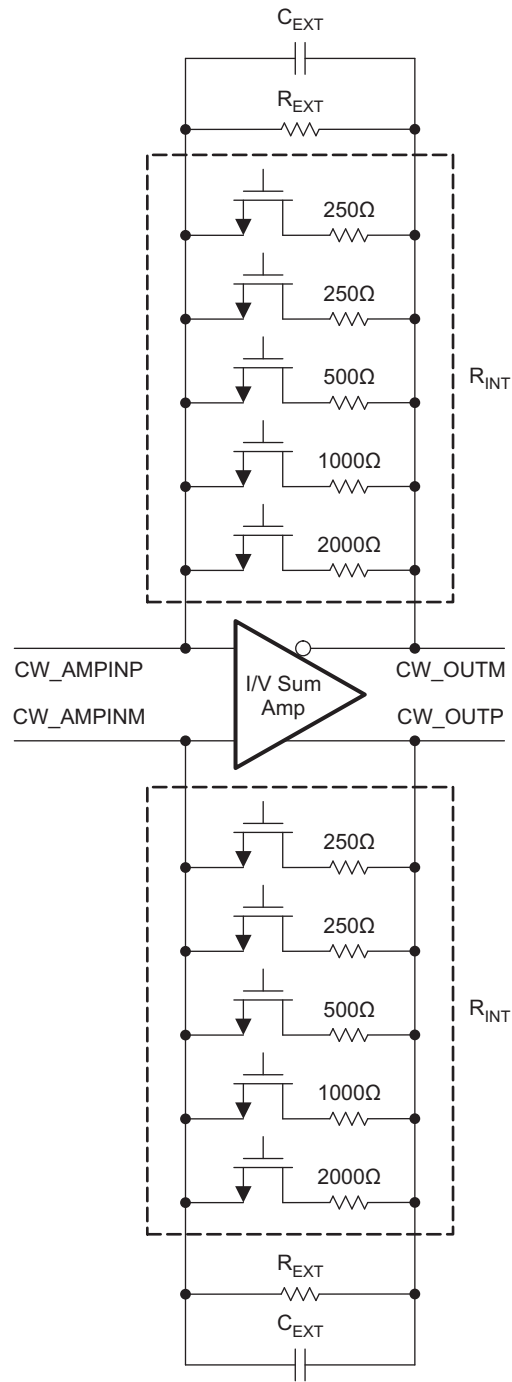 C_EXT
R_EXT
250Ω
250Ω
500Ω
R_INT
1000Ω
2000Ω
CW_AMPINP
I/V Sum
Amp
CW_OUTM
CW_AMPINM
CW_OUTP
250Ω
250Ω
500Ω
R_INT
1000Ω
2000Ω
R_EXT
C_EXT